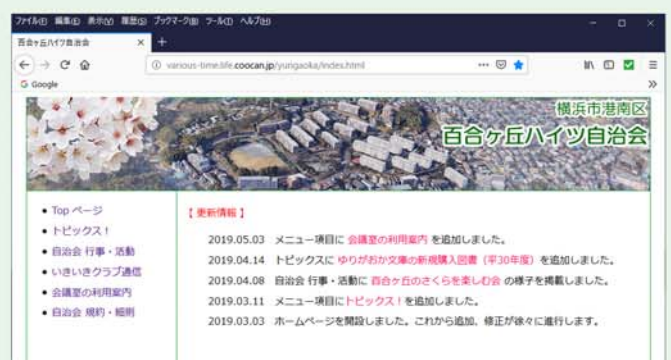 ファイル(F) 編集(E) 表示(V) 履歴(S) ブックマーク(B) ツール(T) ヘルプ(H)
百合ヶ丘ハイツ自治会
various-time.life.coocan.jp/yurigaoka/index.html
Google
横浜市港南区
百合ヶ丘ハイツ自治会
• Top ページ
• トピックス！
• 自治会 行事・活動
• いきいきクラブ通信
• 会議室の利用案内
• 自治会 規約・細則
【 更新情報 】
2019.05.03 メニュー項目に 会議室の利用案内 を追加しました。
2019.04.14 トピックスに ゆりがおか文庫の新規購入図書（平30年度）を追加しました。
2019.04.08 自治会 行事・活動に 百合ヶ丘のさくらを楽しむ会 の様子を掲載しました。
2019.03.11 メニュー項目にトピックス！を追加しました。
2019.03.03 ホームページを開設しました。これから追加、修正が徐々に進行します。